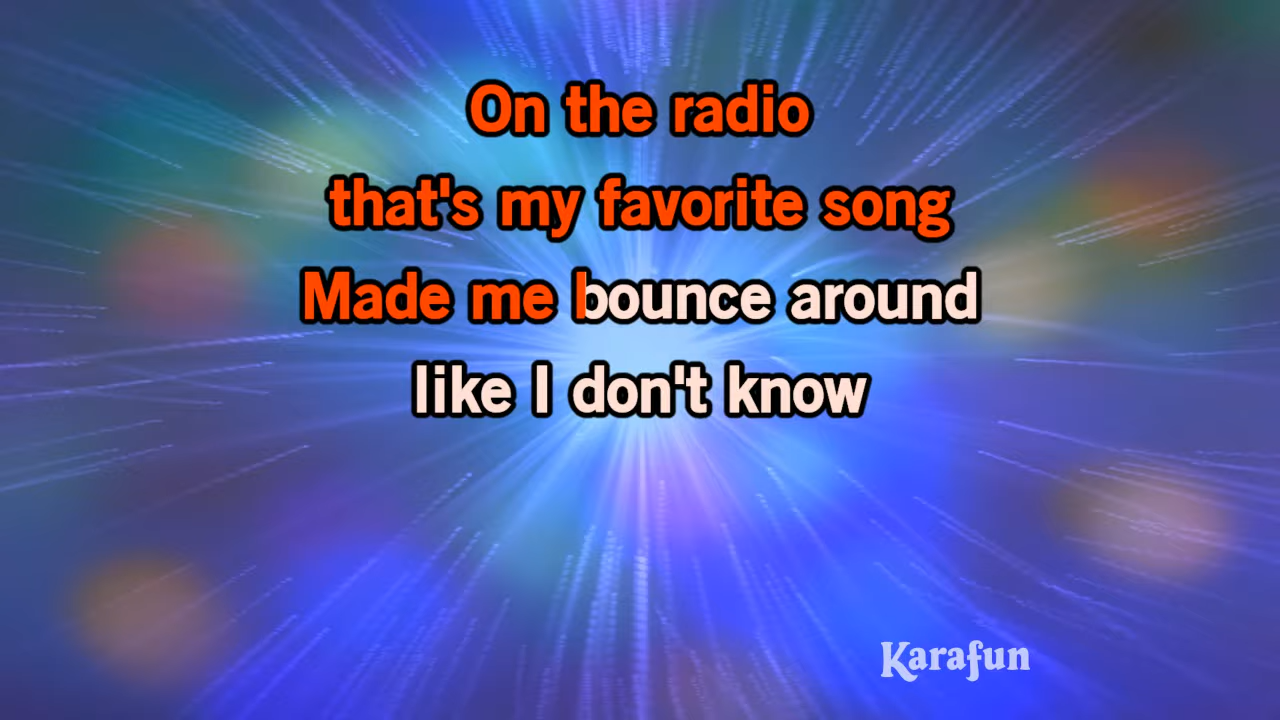 On the radio
that's my favorite song
Made me bounce around
like I don't know
Karafun